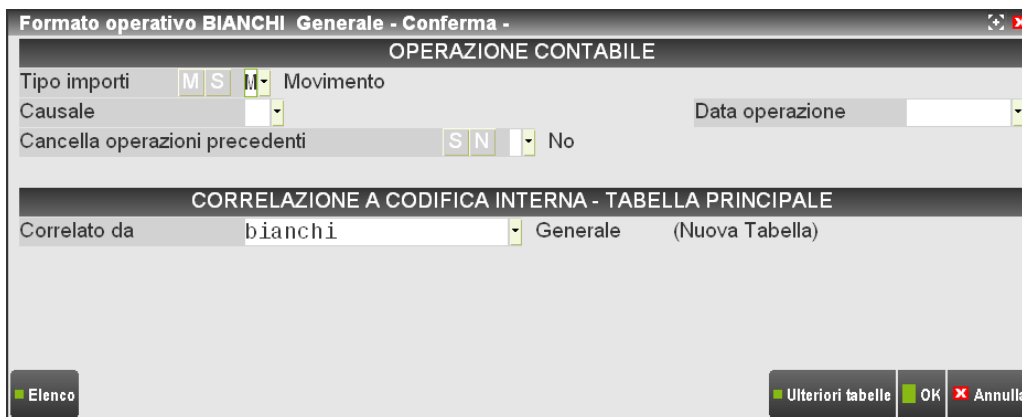 Formato operativo BIANCHI Generale - Conferma -
OPERAZIONE CONTABILE
Tipo importi M S M Movimento
Causale Data operazione
Cancella operazioni precedenti S N No
CORRELAZIONE A CODIFICA INTERNA - TABELLA PRINCIPALE
Correlato da bianchi Generale (Nuova Tabella)
Elenco Ulteriori tabelle OK Annulla